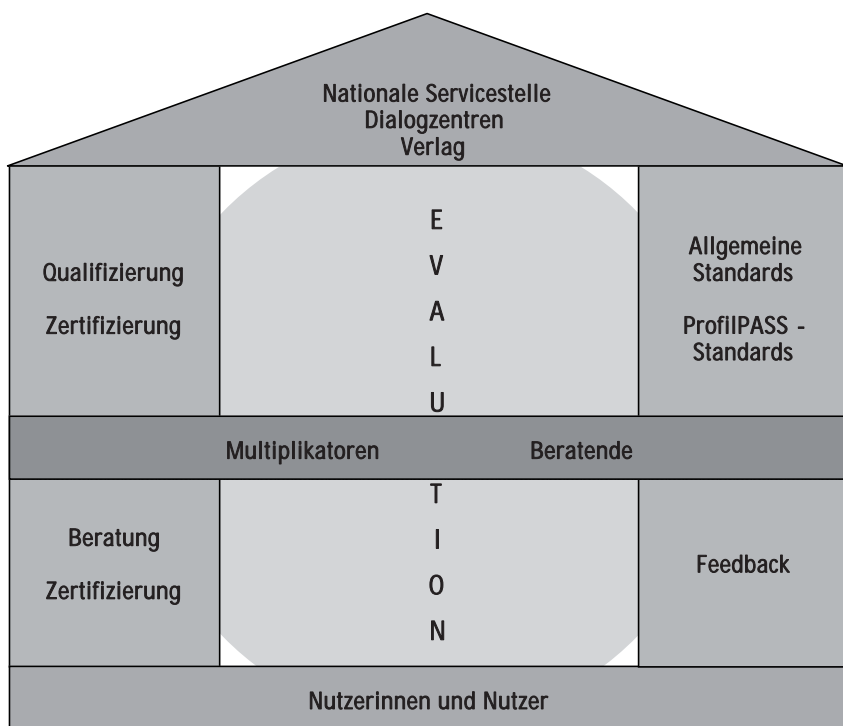 Nationale Servicestelle
Dialogzentren
Verlag
Qualifizierung
Zertifizierung
E
V
A
L
U
Allgemeine
Standards
ProfilPASS -
Standards
Multiplikatoren Beratende
Beratung
Zertifizierung
T
I
O
N
Feedback
Nutzerinnen und Nutzer